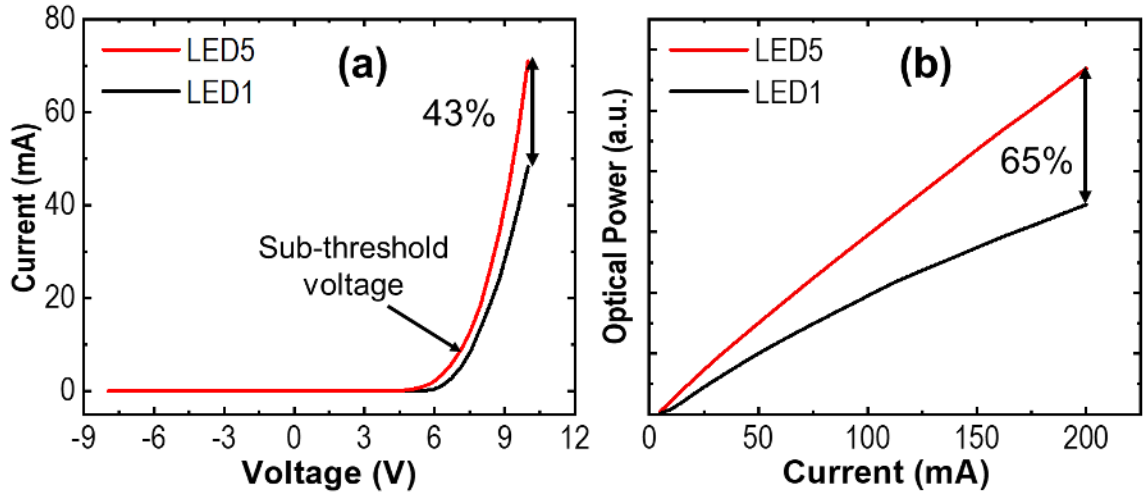 (a)
LED5
LED1
43%
Sub-threshold
voltage
Current (mA)
80
60
40
20
0
-9
-6
-3
0
3
6
9
12
Voltage (V)
(b)
LED5
LED1
65%
Optical Power (a.u.)
0
50
100
150
200
Current (mA)